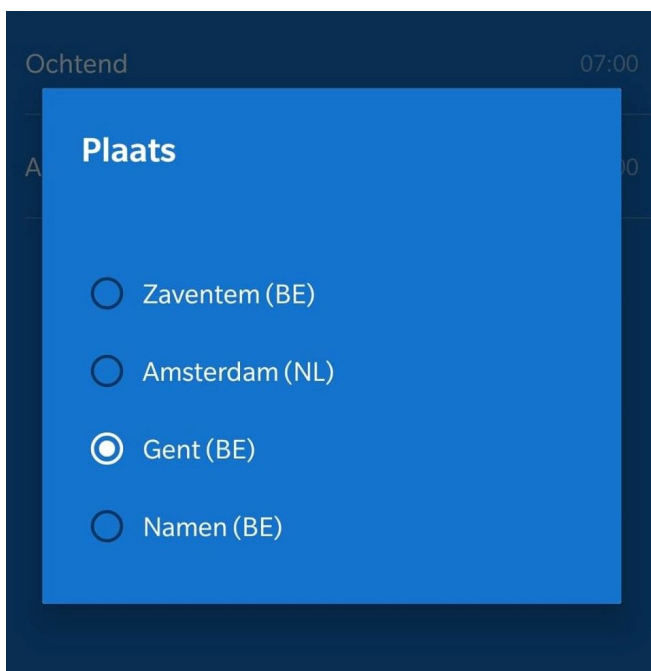 Ochtend 07:00
Plaats
Zaventem (BE)
Amsterdam (NL)
Gent (BE)
Namen (BE)